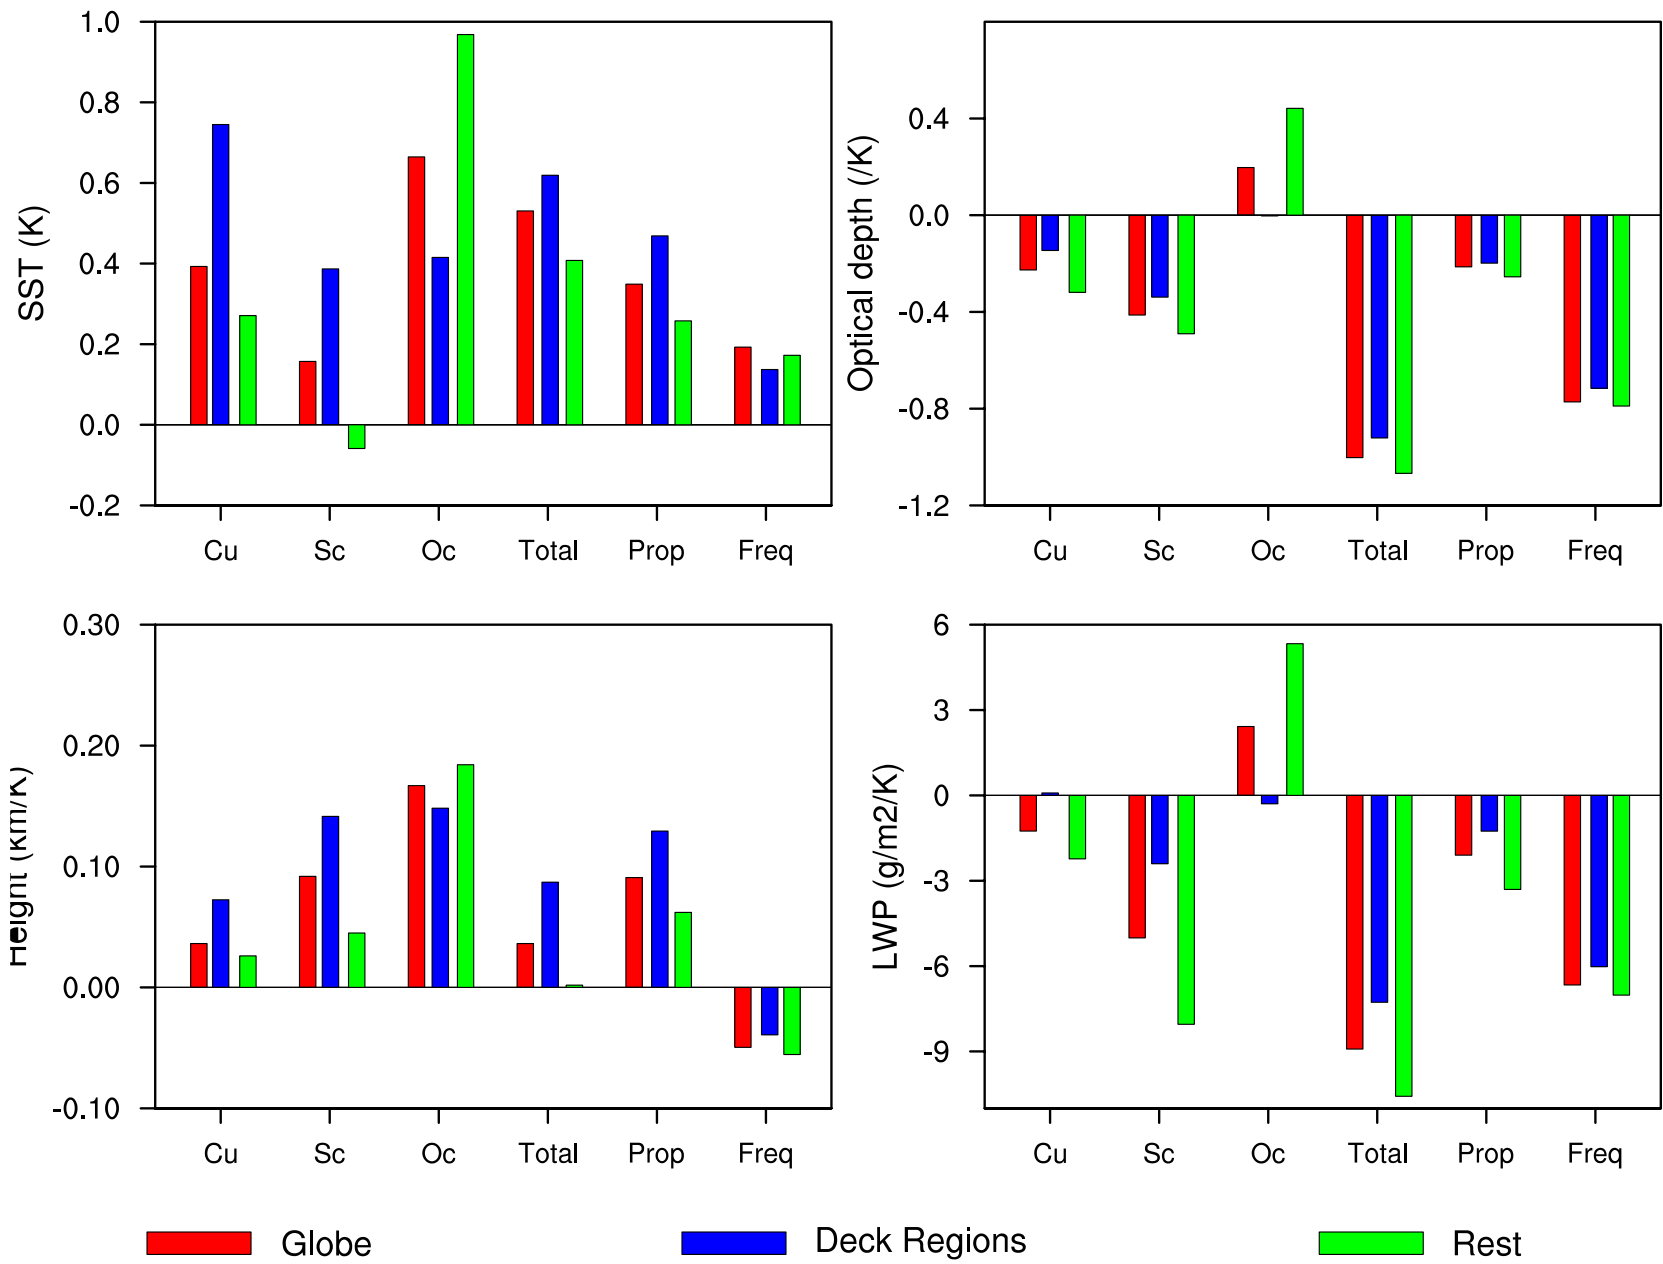 1.0
0.8
0.6
0.4
0.2
0.0
-0.2
SST (K)
Cu Sc Oc Total Prop Freq
0.4
0.0
-0.4
-0.8
-1.2
Optical depth (/K)
Cu Sc Oc Total Prop Freq
0.30
0.20
0.10
0.00
-0.10
Height (km/K)
Cu Sc Oc Total Prop Freq
6
3
0
-3
-6
-9
LWP (g/m2/K)
Cu Sc Oc Total Prop Freq
Globe Deck Regions Rest